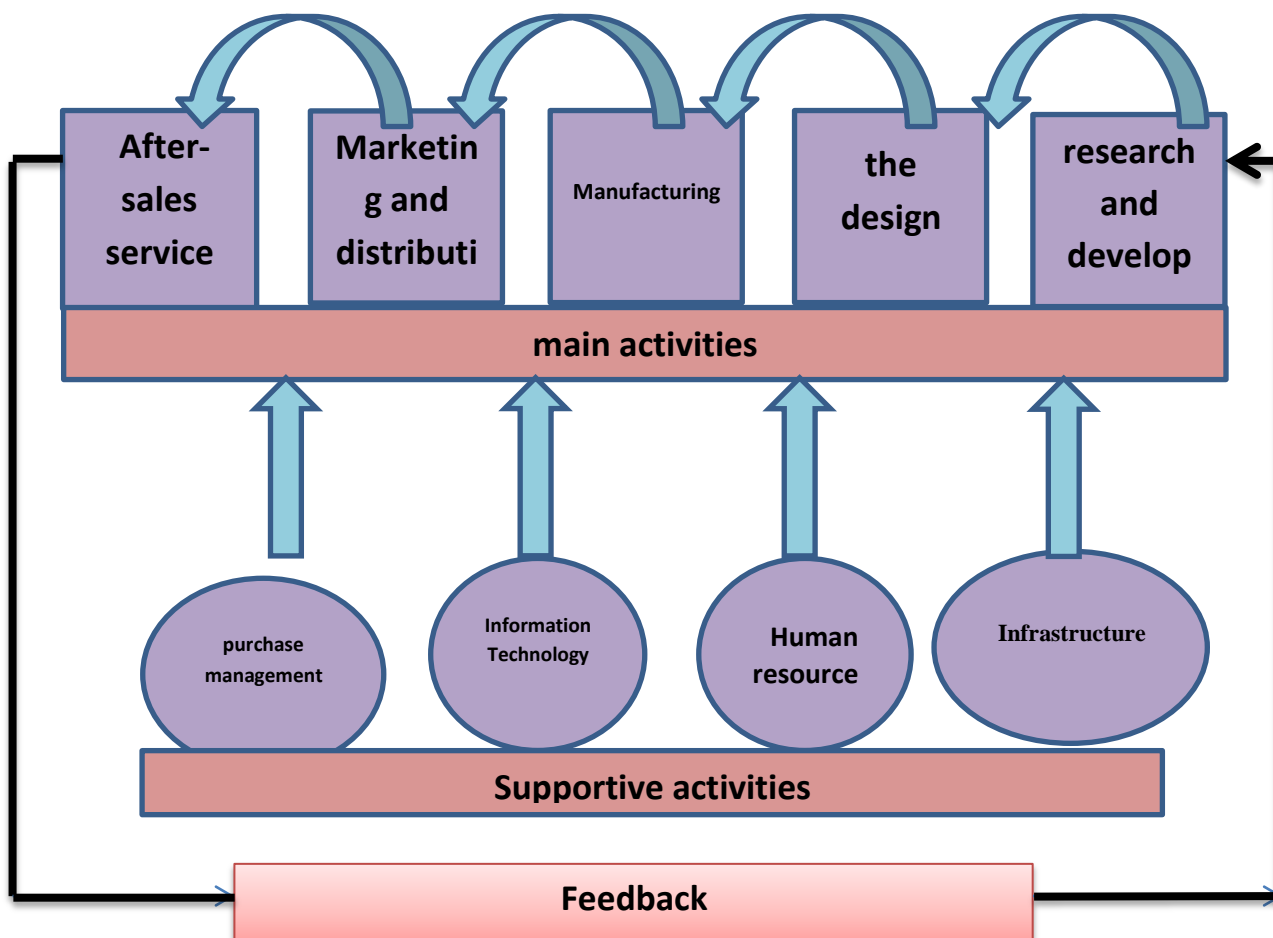 After-
sales
service
Marketin
g and
distributi
Manufacturing
the
design
research
and
develop
main activities
purchase
management
Information
Technology
Human
resource
Infrastructure
Supportive activities
Feedback